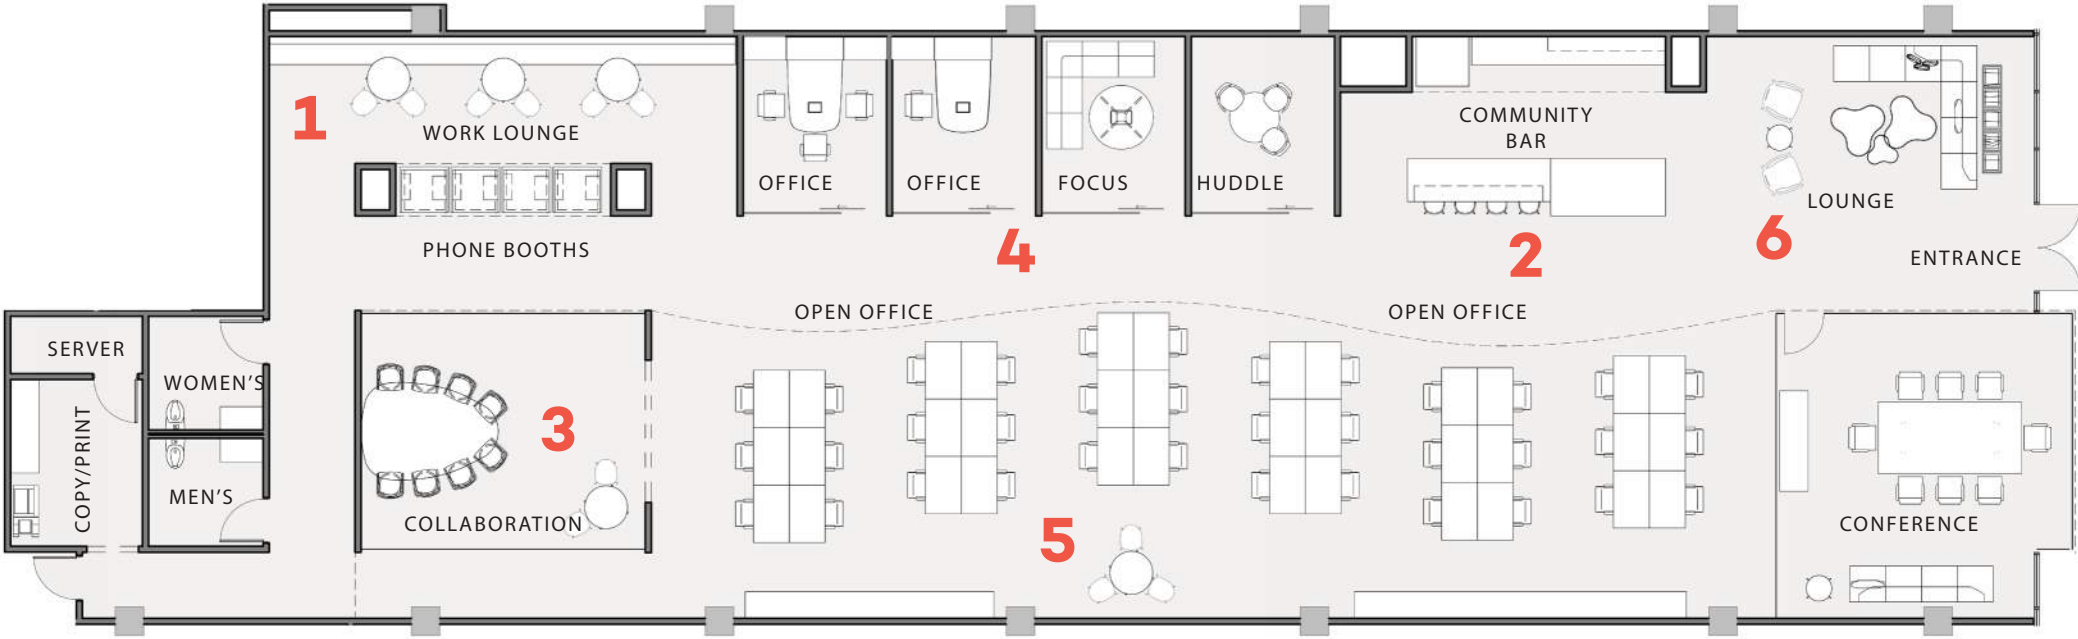 1
WORK LOUNGE
PHONE BOOTHS
OFFICE
OFFICE
FOCUS
HUDDLE
4
COMMUNITY
BAR
2
LOUNGE
6
ENTRANCE
OPEN OFFICE
OPEN OFFICE
SERVER
WOMEN'S
COPY/PRINT
MEN'S
3
COLLABORATION
5
CONFERENCE